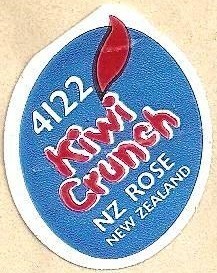 4122
Kiwi
Crunch
NZ ROSE
NEW ZEALAND